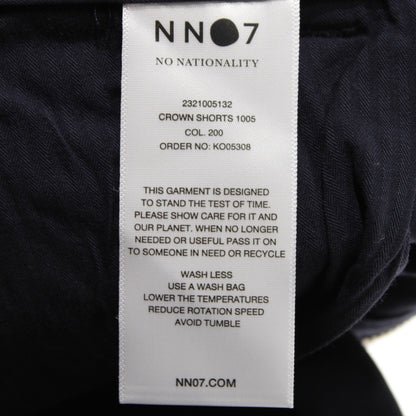 NN●7
NO NATIONALITY
2321005132
CROWN SHORTS 1005
COL. 200
ORDER NO: KO05308
THIS GARMENT IS DESIGNED
TO STAND THE TEST OF TIME.
PLEASE SHOW CARE FOR IT AND
OUR PLANET. WHEN NO LONGER
NEEDED OR USEFUL PASS IT ON
TO SOMEONE IN NEED OR RECYCLE
WASH LESS
USE A WASH BAG
LOWER THE TEMPERATURES
REDUCE ROTATION SPEED
AVOID TUMBLE
NN07.COM